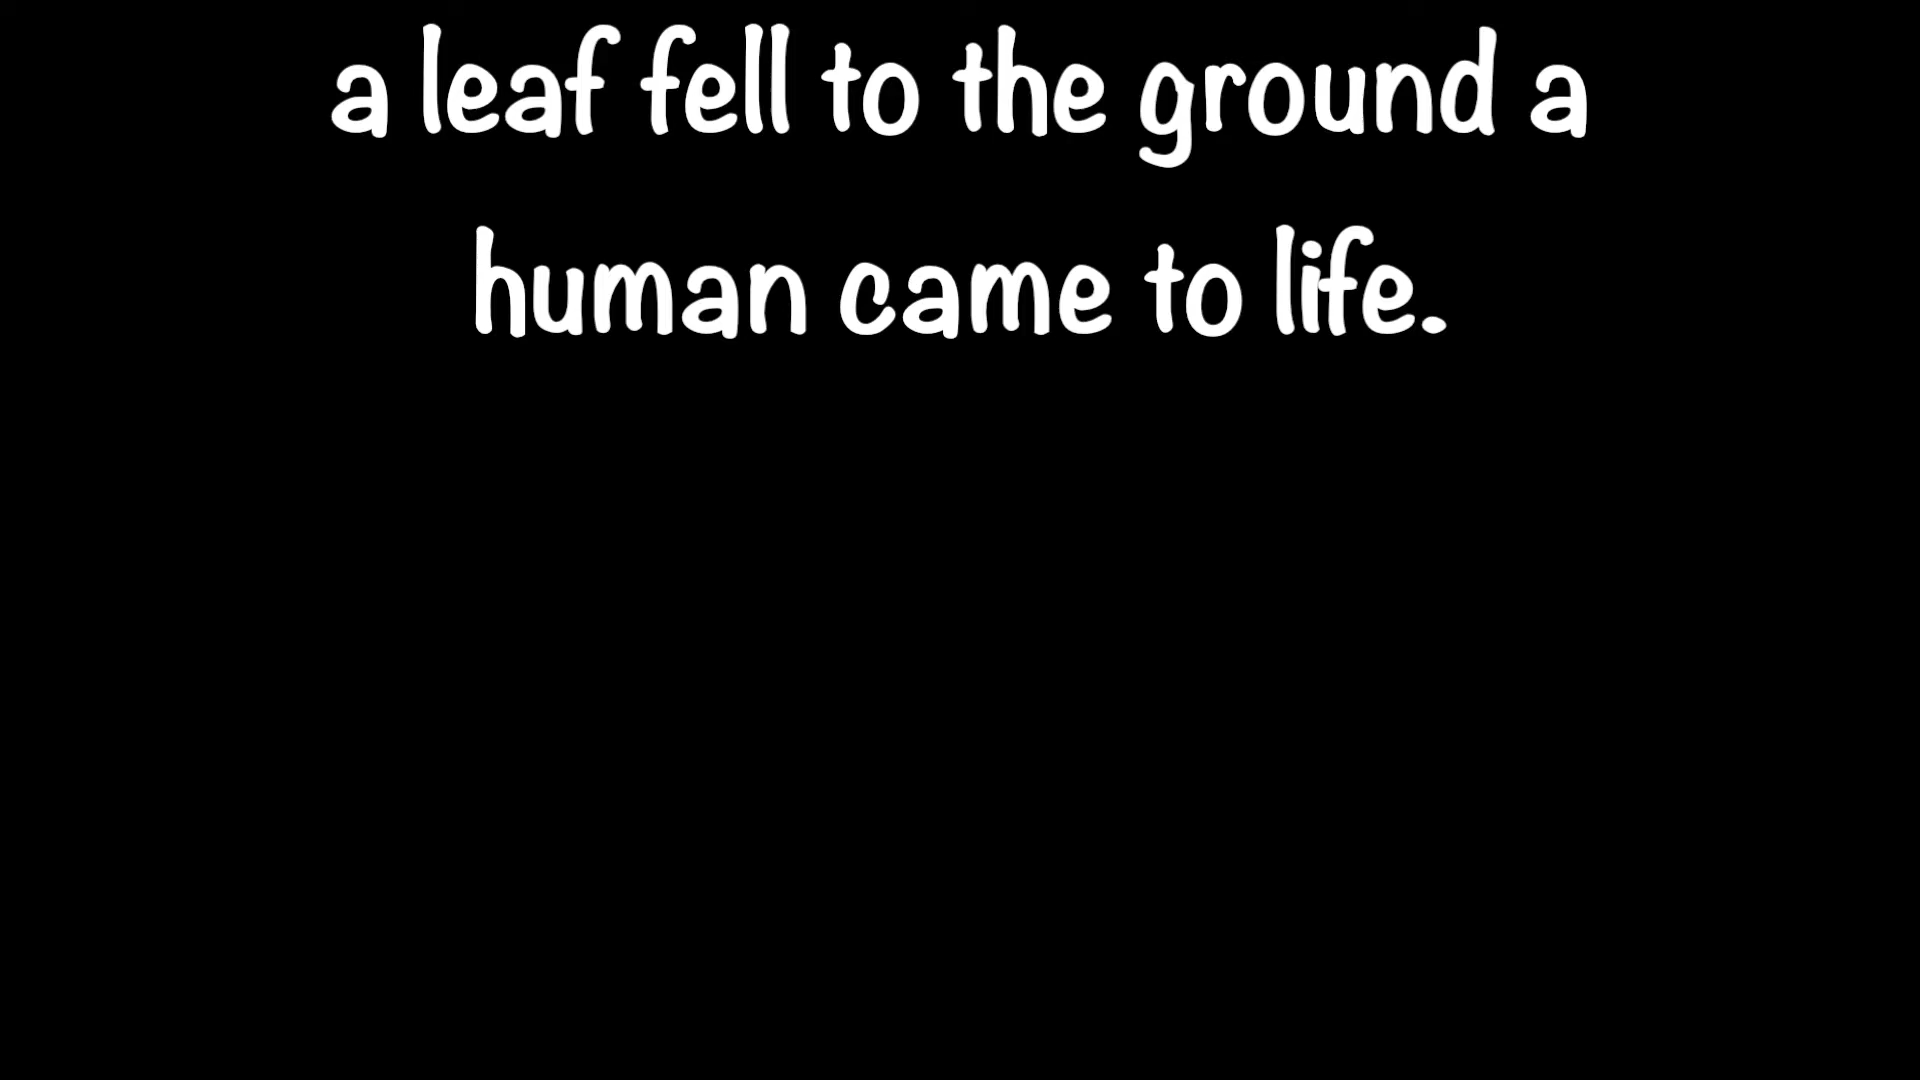 a leaf fell to the ground a
human came to life.